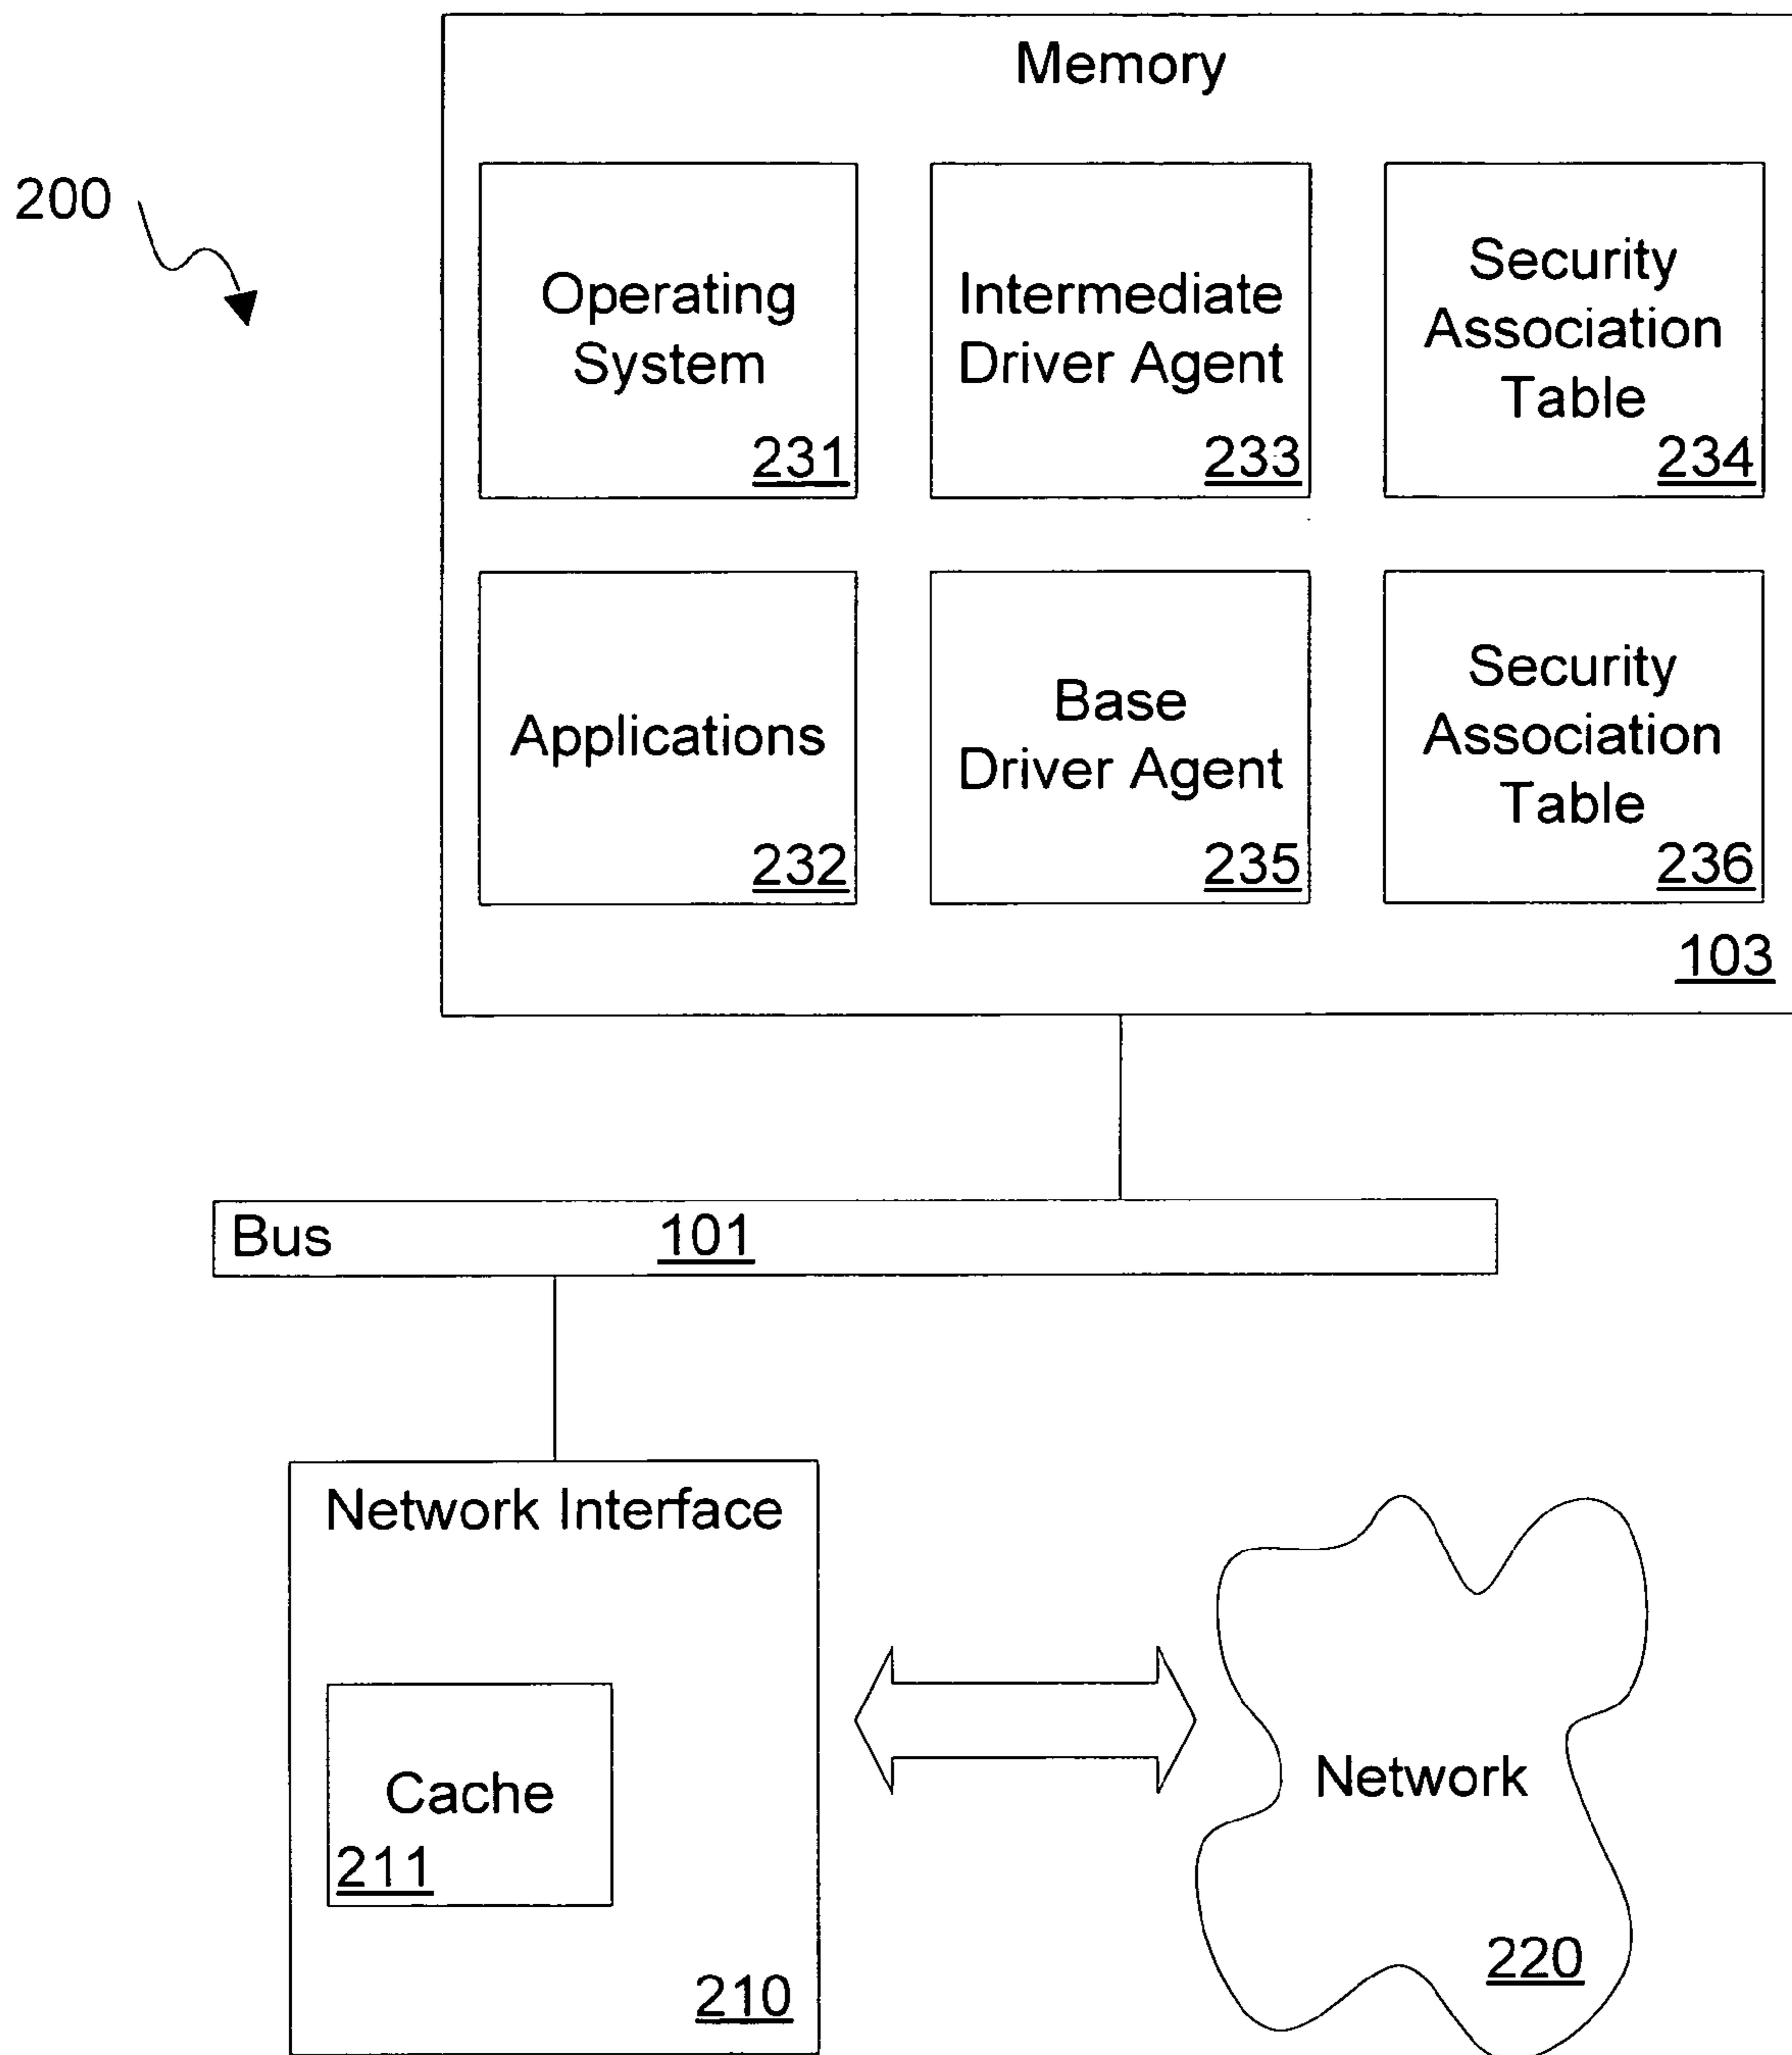 Memory
200
Operating
System
231
Intermediate
Driver Agent
233
Security
Association
Table
234
Applications
232
Base
Driver Agent
235
Security
Association
Table
236
103
Bus 101
Network Interface
Cache
211
210
Network
220